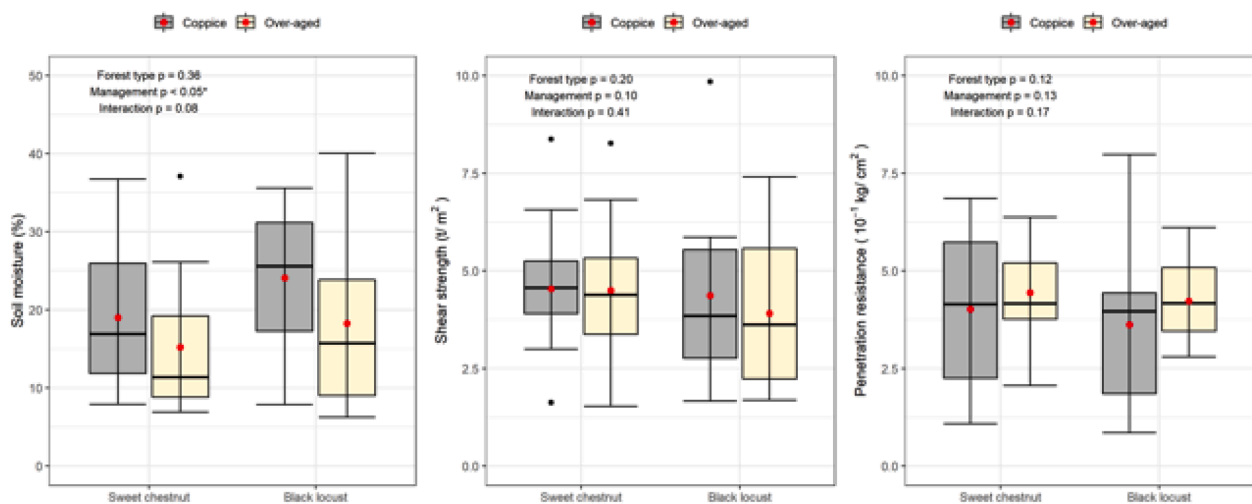 Coppice Over-aged
Forest type p = 0.36
Management p < 0.05*
Interaction p = 0.08
50
40
30
20
10
0
Soil moisture (%)
Sweet chestnut Black locust
Coppice Over-aged
Forest type p = 0.20
Management p = 0.10
Interaction p = 0.41
10.0
7.5
5.0
2.5
0.0
Shear strength (t/ m²)
Sweet chestnut Black locust
Coppice Over-aged
Forest type p = 0.12
Management p = 0.13
Interaction p = 0.17
10.0
7.5
5.0
2.5
0.0
Penetration resistance ( 10⁻¹ kg/ cm²)
Sweet chestnut Black locust